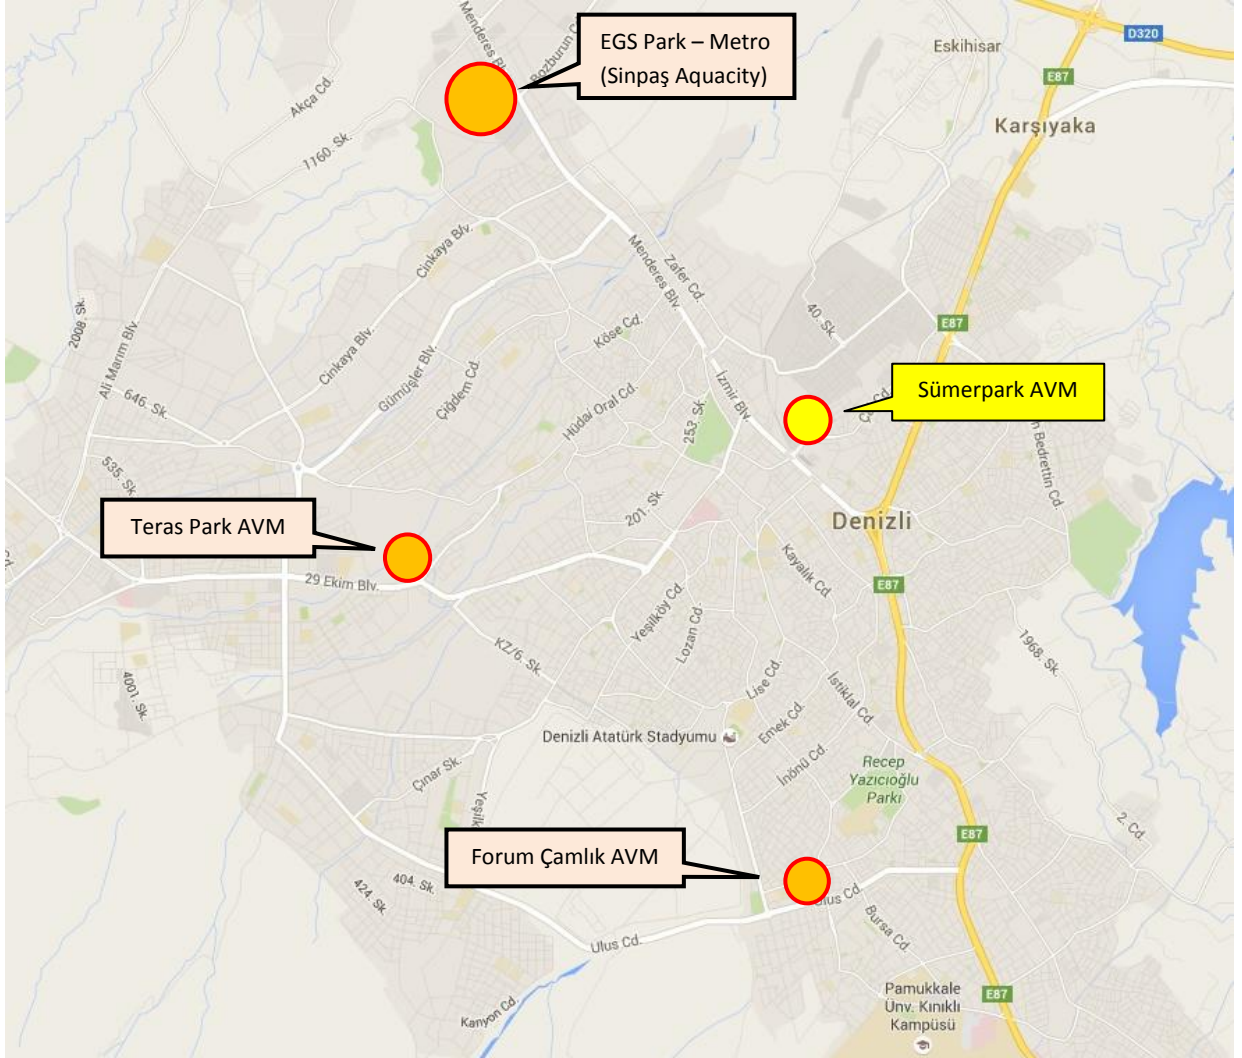 Menderes Blv.
Bozburun C
EGS Park – Metro
(Sinpaş Aquacity)
D320
Eskihisar
E87
Karşıyaka
Akça Cd.
1160. Sk.
Cinkaya Blv.
Menderes Blv.
Zafer Cd.
2008. Sk.
Ali Marım Blv.
Köse Cd.
40. Sk.
E87
Cinkaya Blv.
Gümüşler Blv.
Çiğdem Cd.
İzmir Blv.
Sümerpark AVM
646. Sk.
Hüdai Oral Cd.
253. Sk.
Cd.
n Bedrettin Cd.
535. Sk.
Teras Park AVM
201. Sk.
Denizli
Kayalık Cd.
29 Ekim Blv.
E87
Yeşilköy Cd.
Lozan Cd.
KZ/6. Sk.
1968. Sk.
4001. Sk.
Lise Cd.
İstiklal Cd.
Denizli Atatürk Stadyumu
Emek Cd.
İnönü Cd.
Recep
Yazıcıoğlu
Parkı
Çınar Sk.
Yeşilk
2. Cd.
E87
Forum Çamlık AVM
404. Sk.
424. Sk.
Ulus Cd.
Bursa Cd.
Ulus Cd.
Kanyon Cd.
Pamukkale
Ünv. Kınıklı
Kampüsü
E87